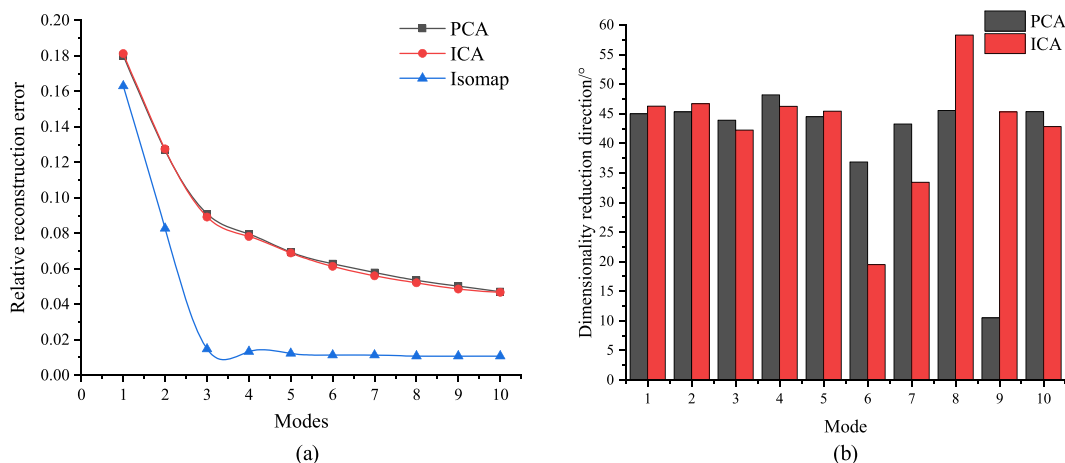 Relative reconstruction error
0.20
0.18
0.16
0.14
0.12
0.10
0.08
0.06
0.04
0.02
0.00
PCA
ICA
Isomap
0 1 2 3 4 5 6 7 8 9 10
Modes
(a)
Dimensionality reduction direction/°
60
55
50
45
40
35
30
25
20
15
10
5
0
PCA
ICA
1 2 3 4 5 6 7 8 9 10
Mode
(b)